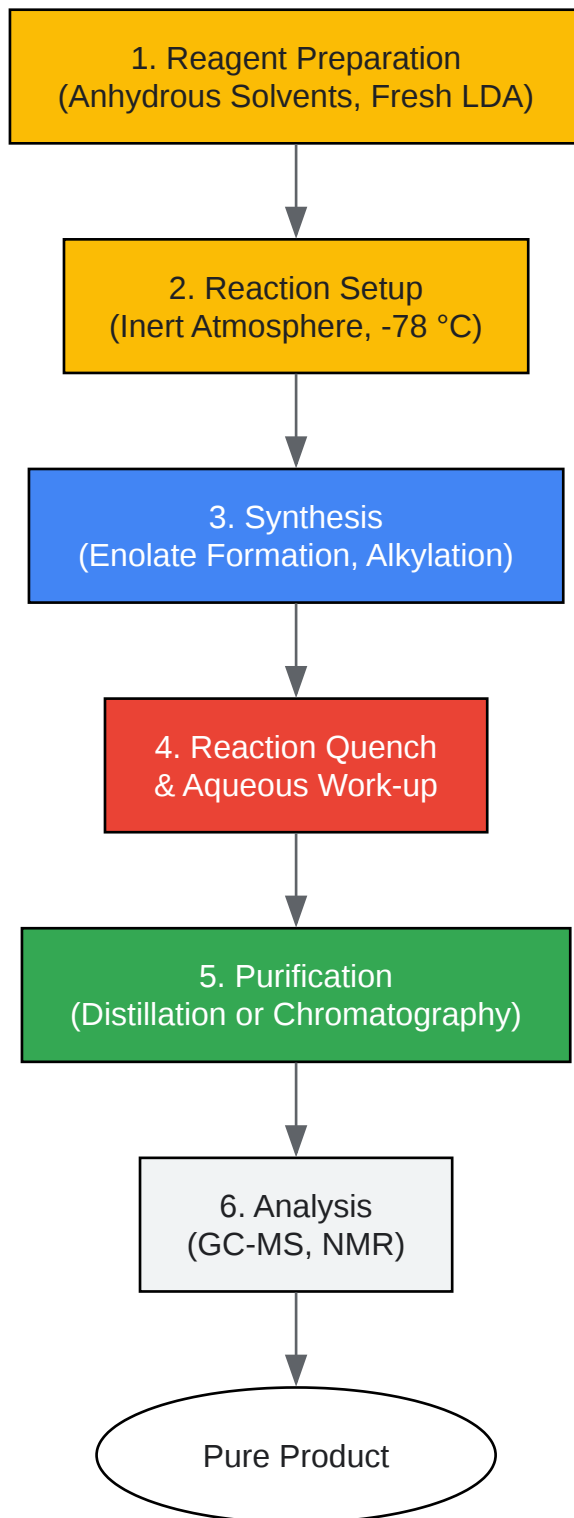 1. Reagent Preparation
(Anhydrous Solvents, Fresh LDA)
2. Reaction Setup
(Inert Atmosphere, -78 °C)
3. Synthesis
(Enolate Formation, Alkylation)
4. Reaction Quench
& Aqueous Work-up
5. Purification
(Distillation or Chromatography)
6. Analysis
(GC-MS, NMR)
Pure Product